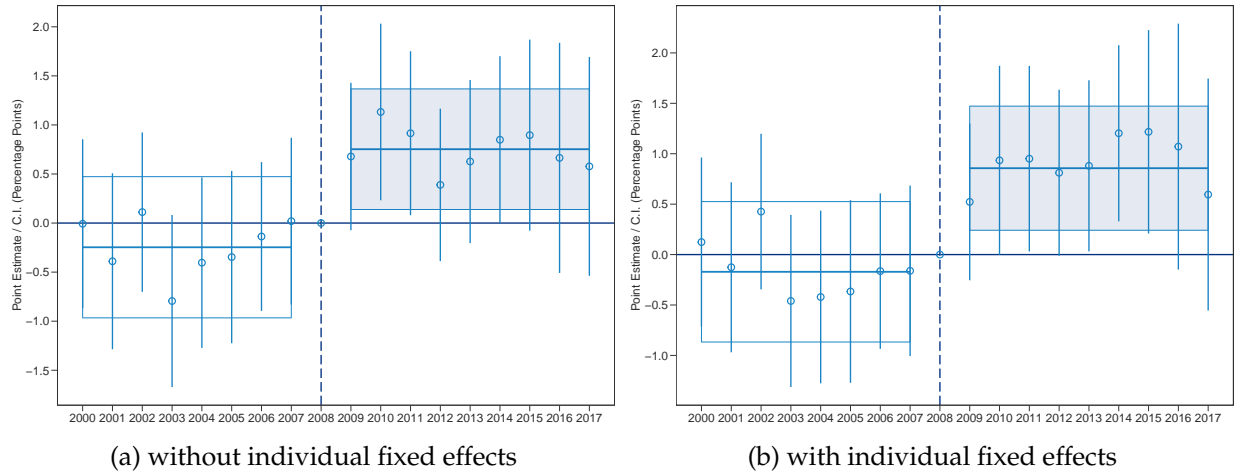 Point Estimate / C.I. (Percentage Points)
2.0
1.5
1.0
0.5
0.0
−0.5
−1.0
−1.5
2000 2001 2002 2003 2004 2005 2006 2007 2008 2009 2010 2011 2012 2013 2014 2015 2016 2017
(a) without individual fixed effects
Point Estimate / C.I. (Percentage Points)
2.0
1.5
1.0
0.5
0.0
−0.5
−1.0
2000 2001 2002 2003 2004 2005 2006 2007 2008 2009 2010 2011 2012 2013 2014 2015 2016 2017
(b) with individual fixed effects